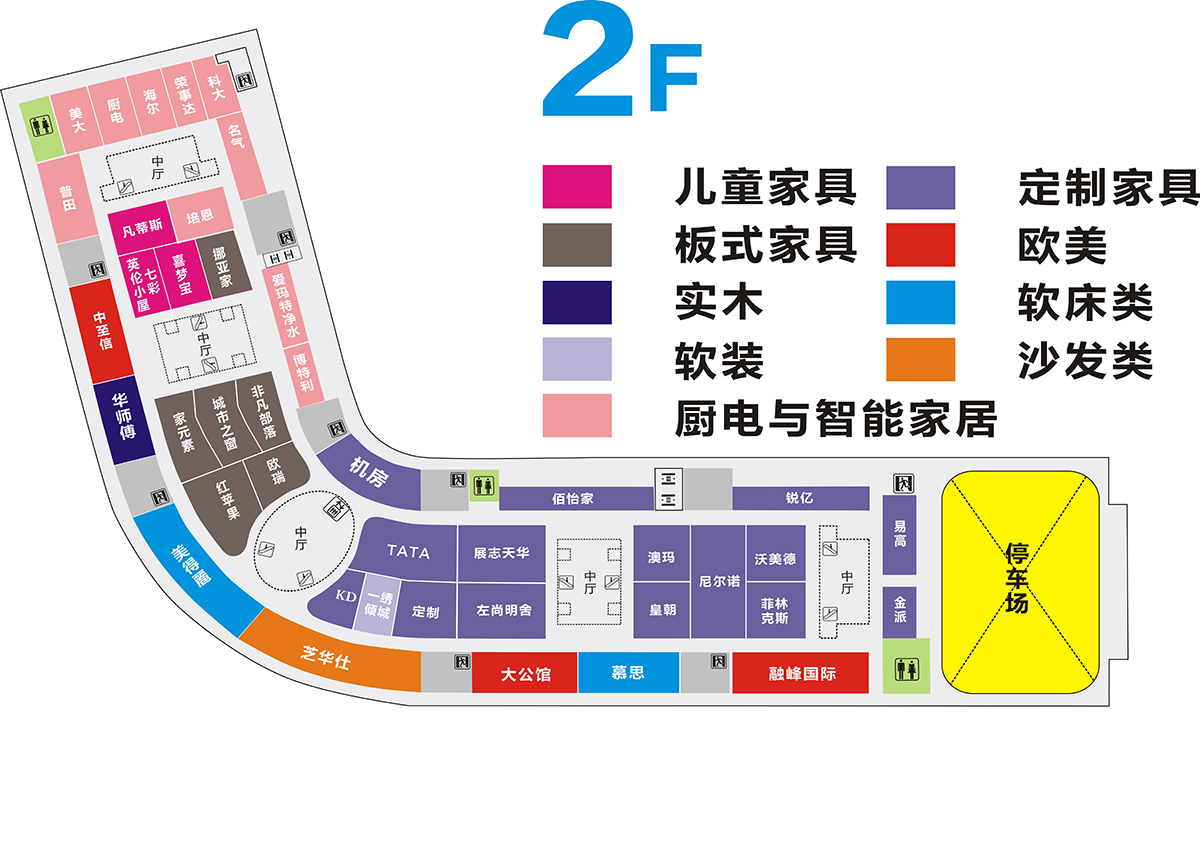 2F
儿童家具
定制家具
板式家具
欧美
实木
软床类
软装
沙发类
厨电与智能家居
美大
厨电
海尔
荣事达
科大
名气
中厅
普田
凡蒂斯
培恩
英伦小屋
七彩
喜梦宝
挪亚家
中至信
中厅
爱玛特净水
博特利
华师傅
家元素
城市之窗
非凡部落
红苹果
欧瑞
机房
美得麗
中厅
芝华仕
TATA
展志天华
KD
一绣倾城
定制
左尚明舍
中厅
佰怡家
锐亿
澳玛
尼尔诺
沃美德
皇朝
菲林克斯
中厅
易高
金派
大公馆
慕思
融峰国际
停车场